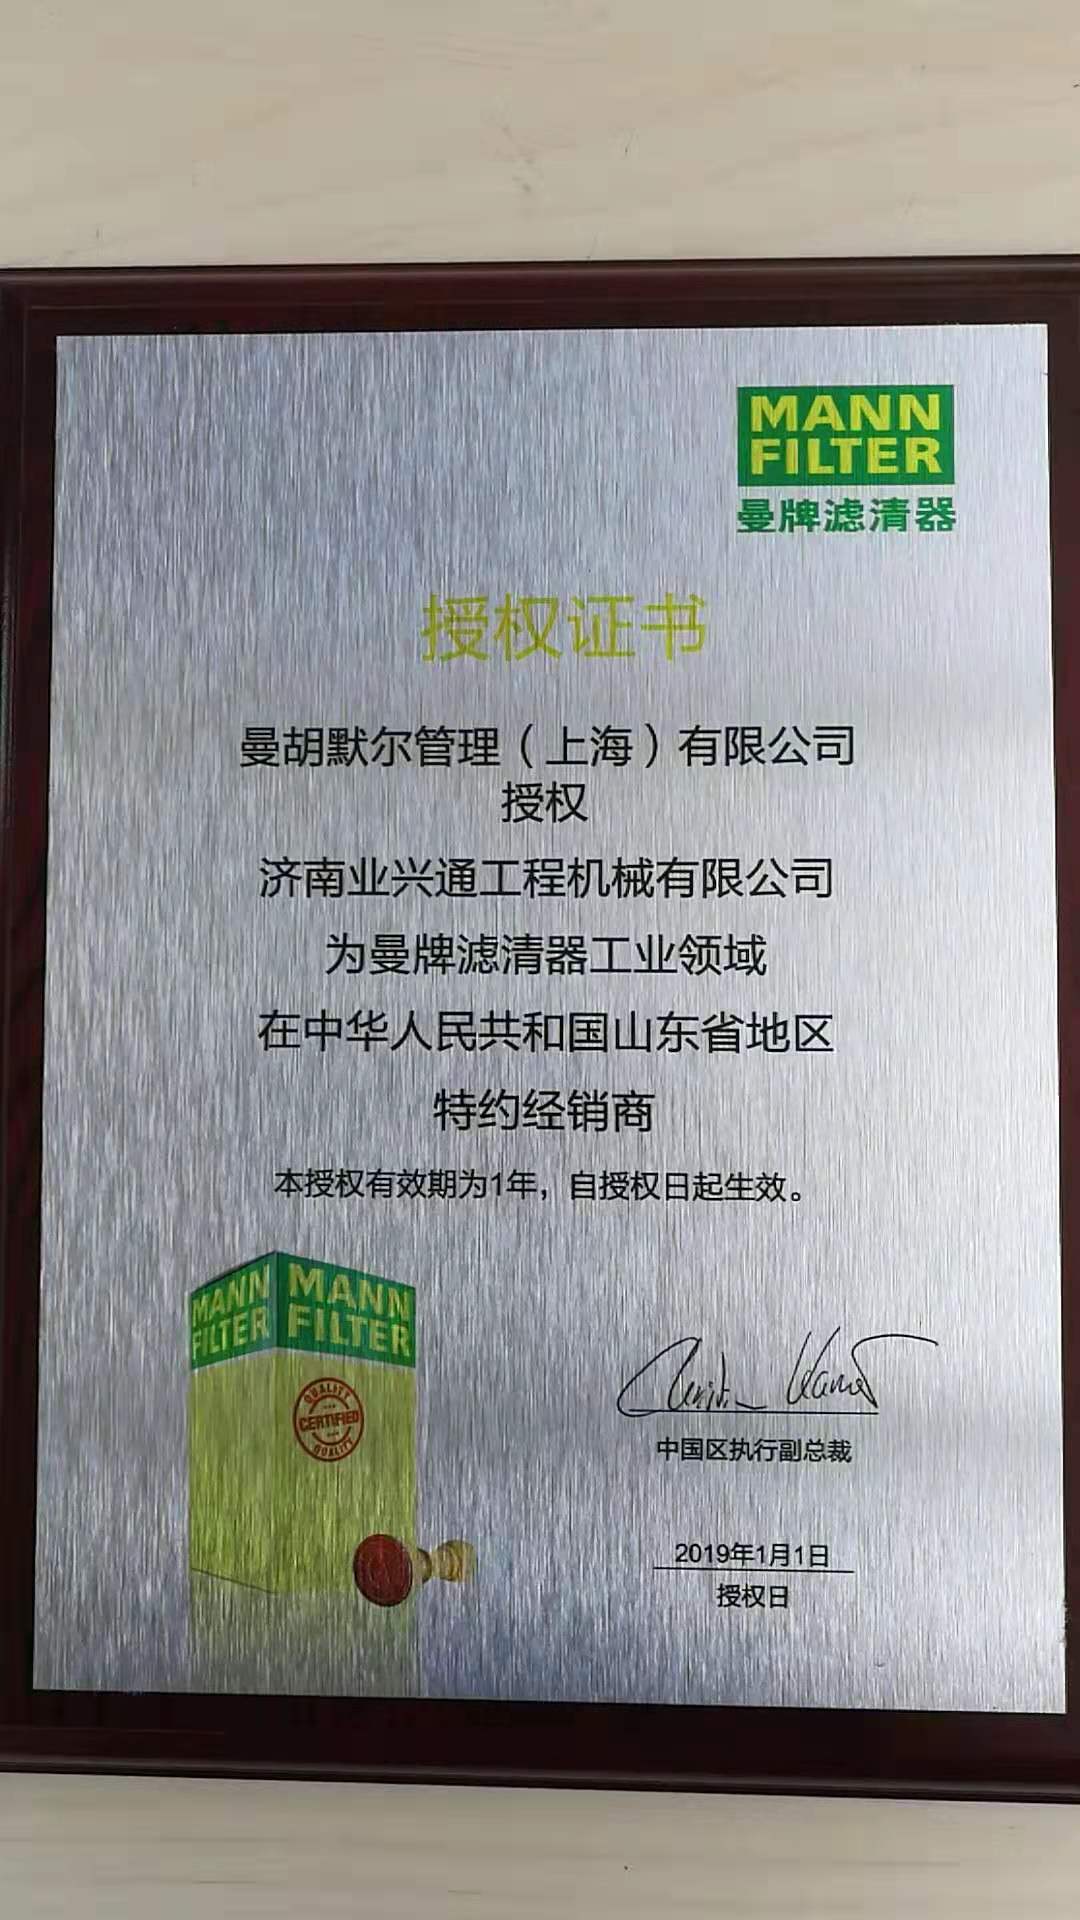 MANN
FILTER
曼牌滤清器
授权证书
曼胡默尔管理（上海）有限公司
授权
济南业兴通工程机械有限公司
为曼牌滤清器工业领域
在中华人民共和国山东省地区
特约经销商
本授权有效期为1年，自授权日起生效。
MANN
FILTER
MANN
FILTER
QUALITY
CERTIFIED
QUALITY
中国区执行副总裁
2019年1月1日
授权日